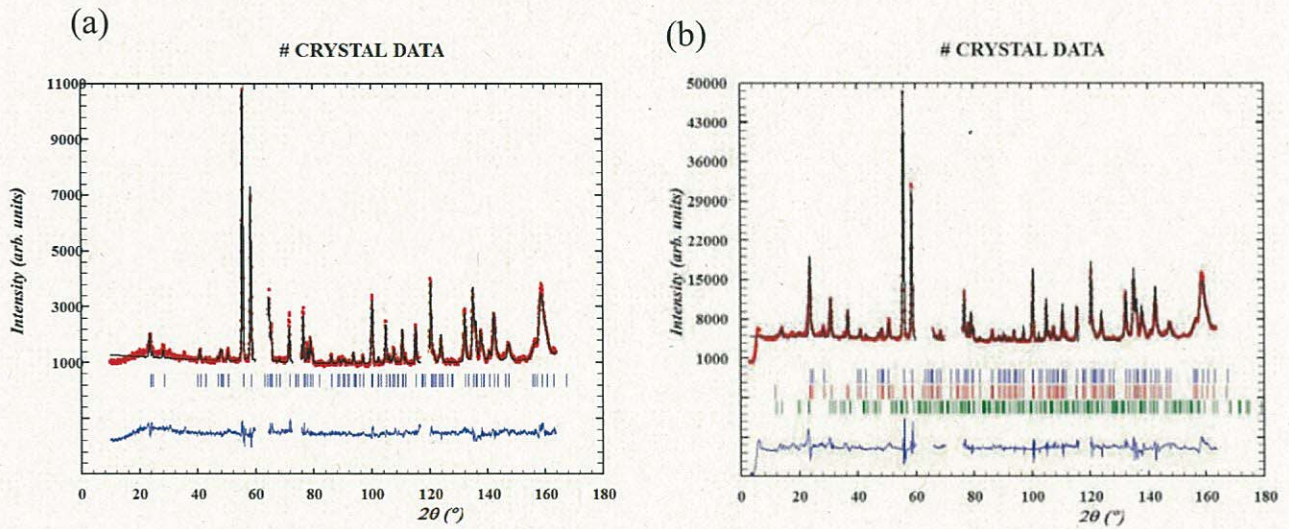 (a)
# CRYSTAL DATA
11000
9000
7000
5000
3000
1000
Intensity (arb. units)
0 20 40 60 80 100 120 140 160 180
2θ (°)
(b)
# CRYSTAL DATA
50000
43000
36000
29000
22000
15000
8000
1000
Intensity (arb. units)
0 20 40 60 80 100 120 140 160 180
2θ (°)